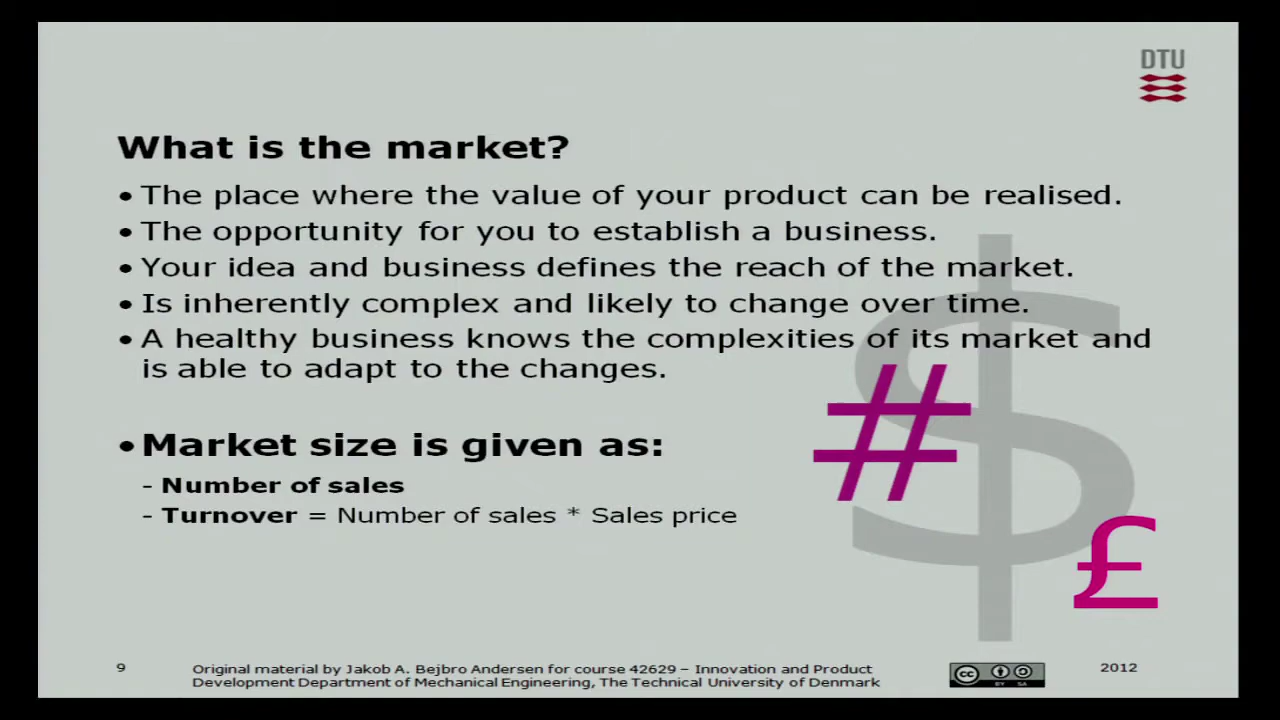 DTU
What is the market?
• The place where the value of your product can be realised.
• The opportunity for you to establish a business.
• Your idea and business defines the reach of the market.
• Is inherently complex and likely to change over time.
• A healthy business knows the complexities of its market and
is able to adapt to the changes.
$
#
• Market size is given as:
- Number of sales
- Turnover = Number of sales * Sales price
£
9
Original material by Jakob A. Bejbro Andersen for course 42629 – Innovation and Product
Development Department of Mechanical Engineering, The Technical University of Denmark
cc
BY SA
2012